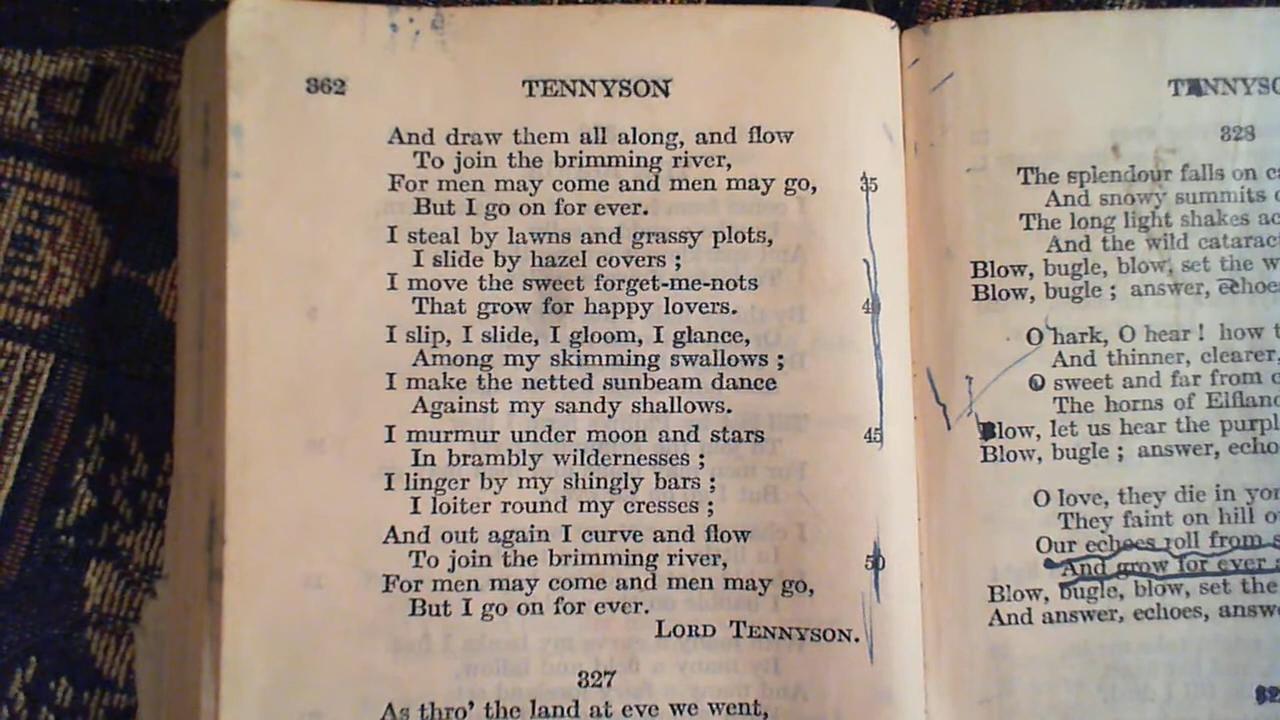 362
TENNYSON
And draw them all along, and flow
To join the brimming river,
For men may come and men may go,
35
But I go on for ever.
I steal by lawns and grassy plots,
I slide by hazel covers ;
I move the sweet forget-me-nots
That grow for happy lovers.
40
I slip, I slide, I gloom, I glance,
Among my skimming swallows ;
I make the netted sunbeam dance
Against my sandy shallows.
I murmur under moon and stars
45
In brambly wildernesses ;
I linger by my shingly bars ;
I loiter round my cresses ;
And out again I curve and flow
To join the brimming river,
50
For men may come and men may go,
But I go on for ever.
LORD TENNYSON.
327
As thro' the land at eve we went,
TENNYSO
328
The splendour falls on
And snowy summits
The long light shakes
And the wild
Blow, bugle, blow, set the
Blow, bugle ; answer,
O hark, O hear ! how
And thinner, clearer,
O sweet and far from
The horns of
Blow, let us hear the
Blow, bugle ; answer,
O love, they die in
They faint on hill
Our echoes roll from
And grow for ever
Blow, bugle, blow, set the
And answer, echoes,